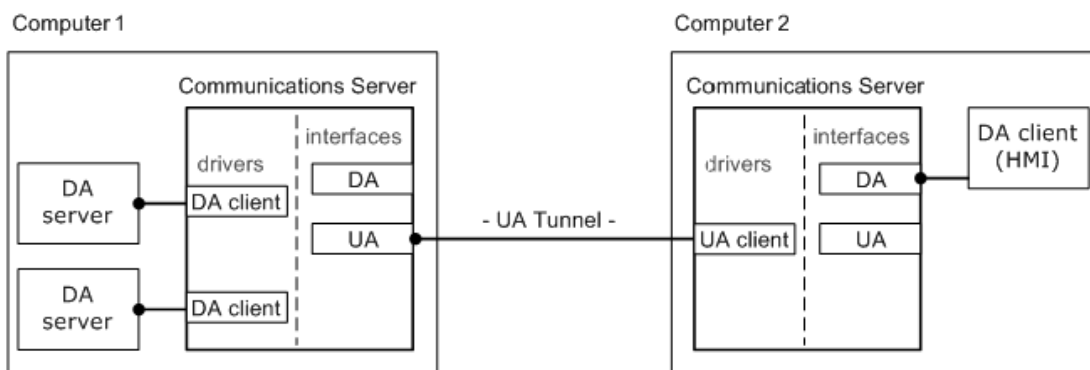 Computer 1
Computer 2
Communications Server
Communications Server
interfaces
interfaces
drivers
drivers
DA client
(HMI)
DA
server
DA client
DA
DA
UA
- UA Tunnel -
UA client
UA
DA
server
DA client